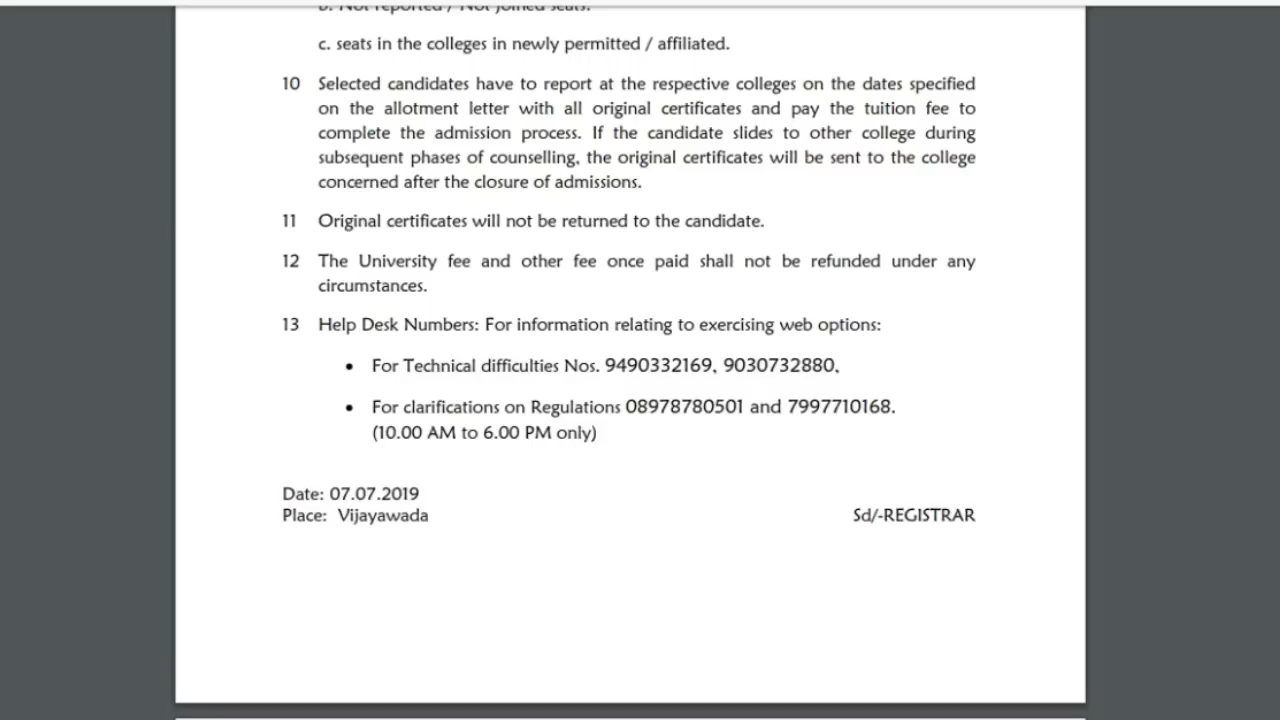 b. Not reported / Not joined seats.
c. seats in the colleges in newly permitted / affiliated.
10 Selected candidates have to report at the respective colleges on the dates specified
on the allotment letter with all original certificates and pay the tuition fee to
complete the admission process. If the candidate slides to other college during
subsequent phases of counselling, the original certificates will be sent to the college
concerned after the closure of admissions.
11 Original certificates will not be returned to the candidate.
12 The University fee and other fee once paid shall not be refunded under any
circumstances.
13 Help Desk Numbers: For information relating to exercising web options:
• For Technical difficulties Nos. 9490332169, 9030732880,
• For clarifications on Regulations 08978780501 and 7997710168.
(10.00 AM to 6.00 PM only)
Date: 07.07.2019
Place: Vijayawada Sd/-REGISTRAR